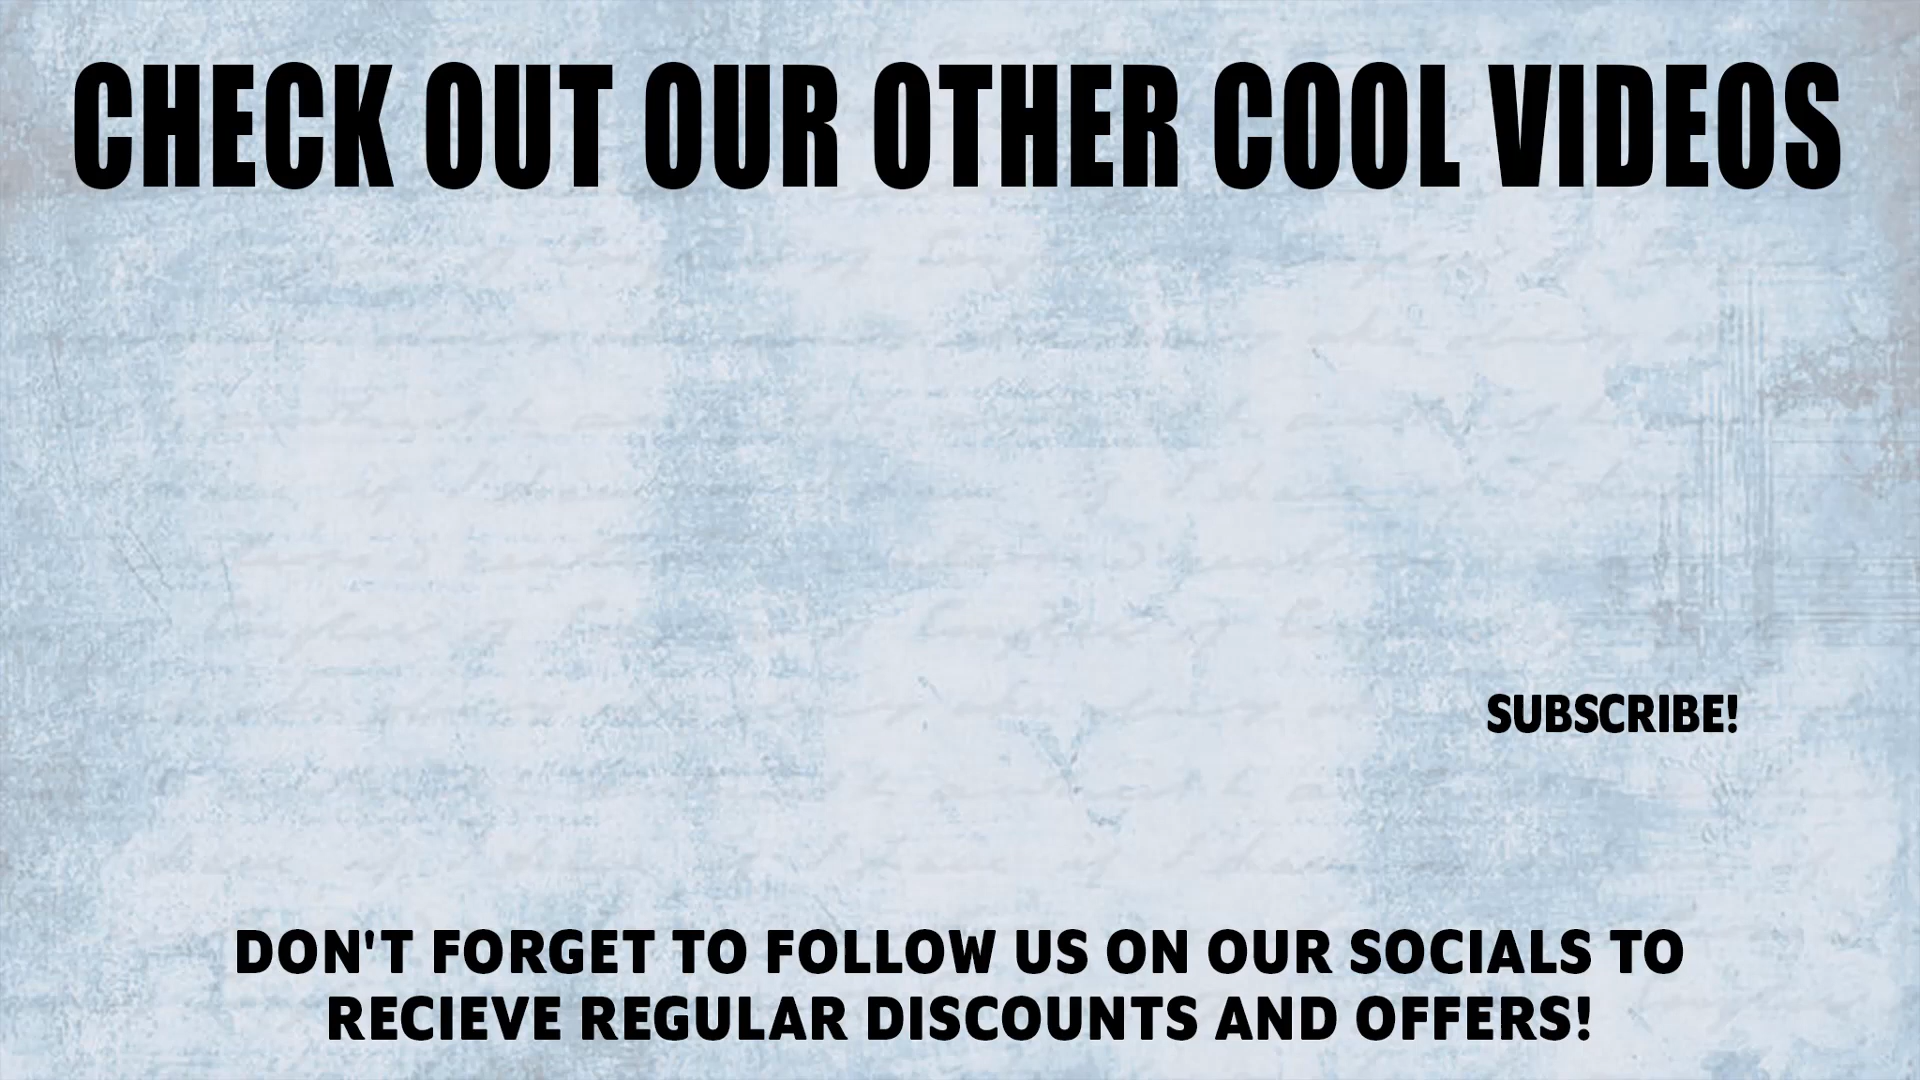 CHECK OUT OUR OTHER COOL VIDEOS
SUBSCRIBE!
DON'T FORGET TO FOLLOW US ON OUR SOCIALS TO
RECIEVE REGULAR DISCOUNTS AND OFFERS!